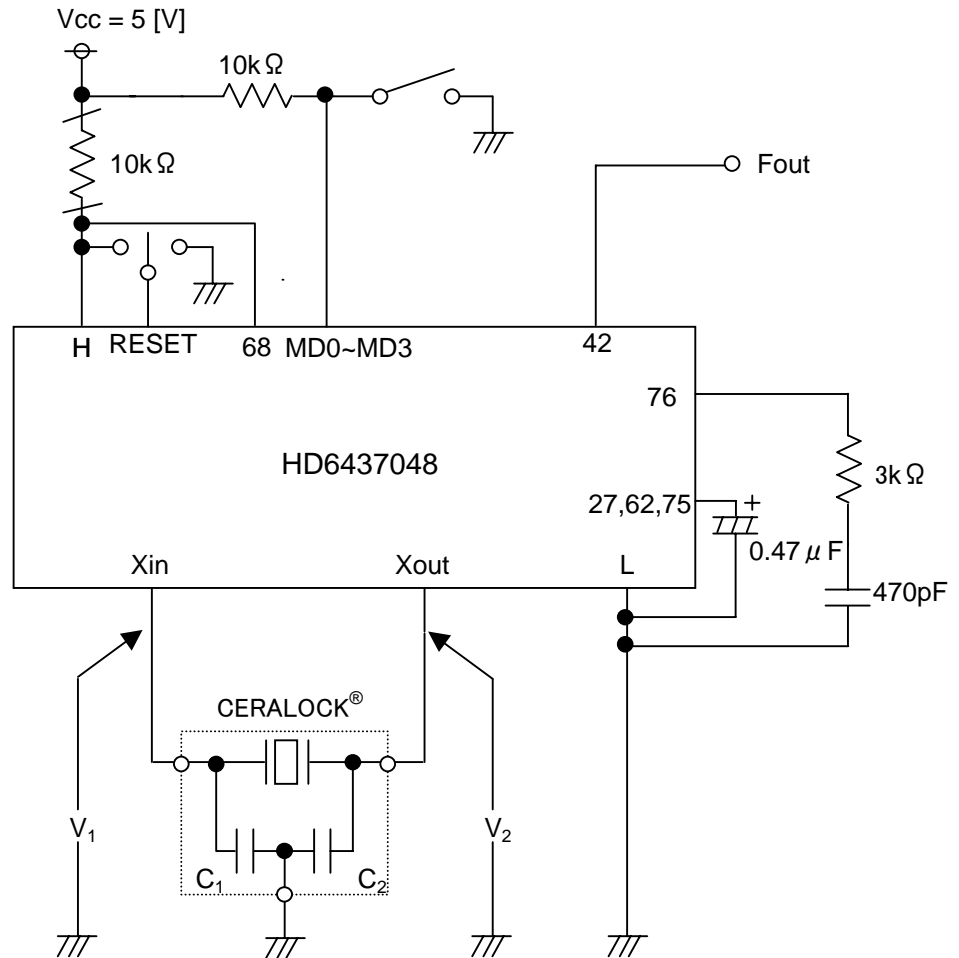 Vcc = 5 [V]
10kΩ
10kΩ
Fout
H RESET 68 MD0~MD3 42
76
HD6437048
3kΩ
27,62,75
+
0.47μF
Xin Xout L
470pF
CERALOCK®
V₁ V₂
C₁ C₂